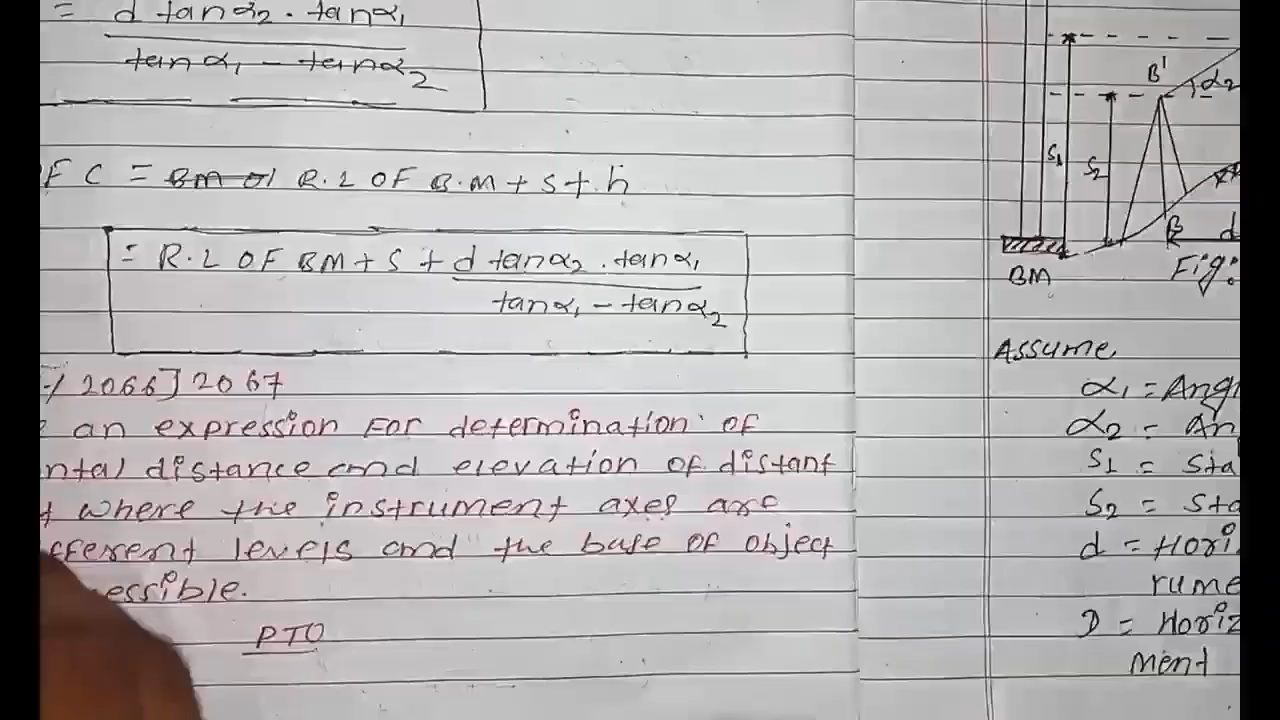 = d tanα2 . tanα1
tanα1 - tanα2
F C = BM of R.L OF B.M + S + h
= R.L OF BM + S + d tanα2 . tanα1
tanα1 - tanα2
-/ 2066] 2067
an expression For determination of
ntal distance and elevation of distant
t where the instrument axes are
fferent levels and the base of object
essible.
PTO
B'
α2
S1
S2
B
d
BM
Fig:
Assume
α1 = Ang
α2 = An
S1 = Sta
S2 = Sta
d = Hori
rume
D = Horiz
ment